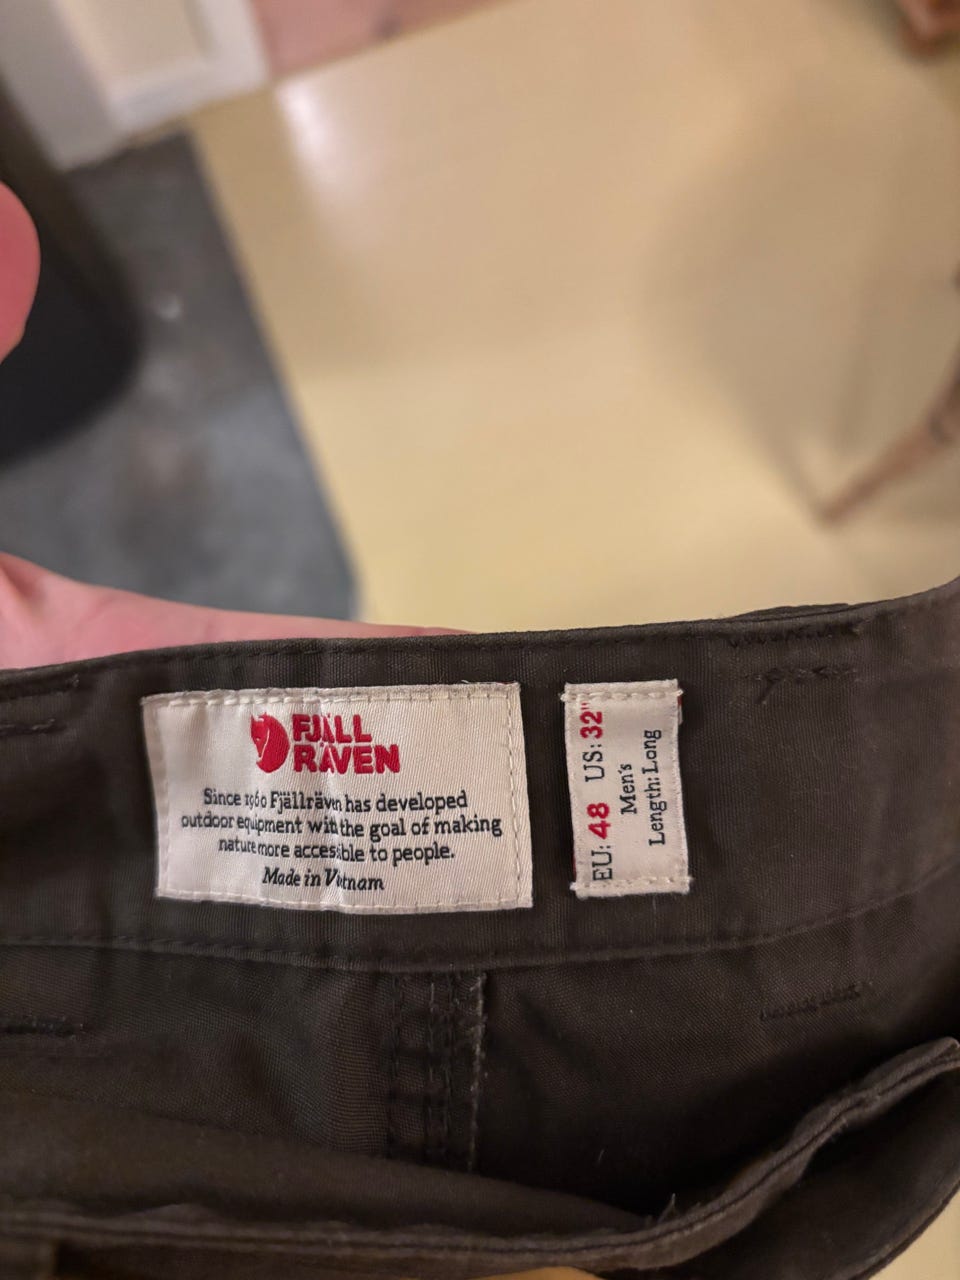 FJÄLL
RÄVEN
Since 1960 Fjällräven has developed
outdoor equipment with the goal of making
nature more accessible to people.
Made in Vietnam
EU: 48 US: 32"
Men's
Length: Long